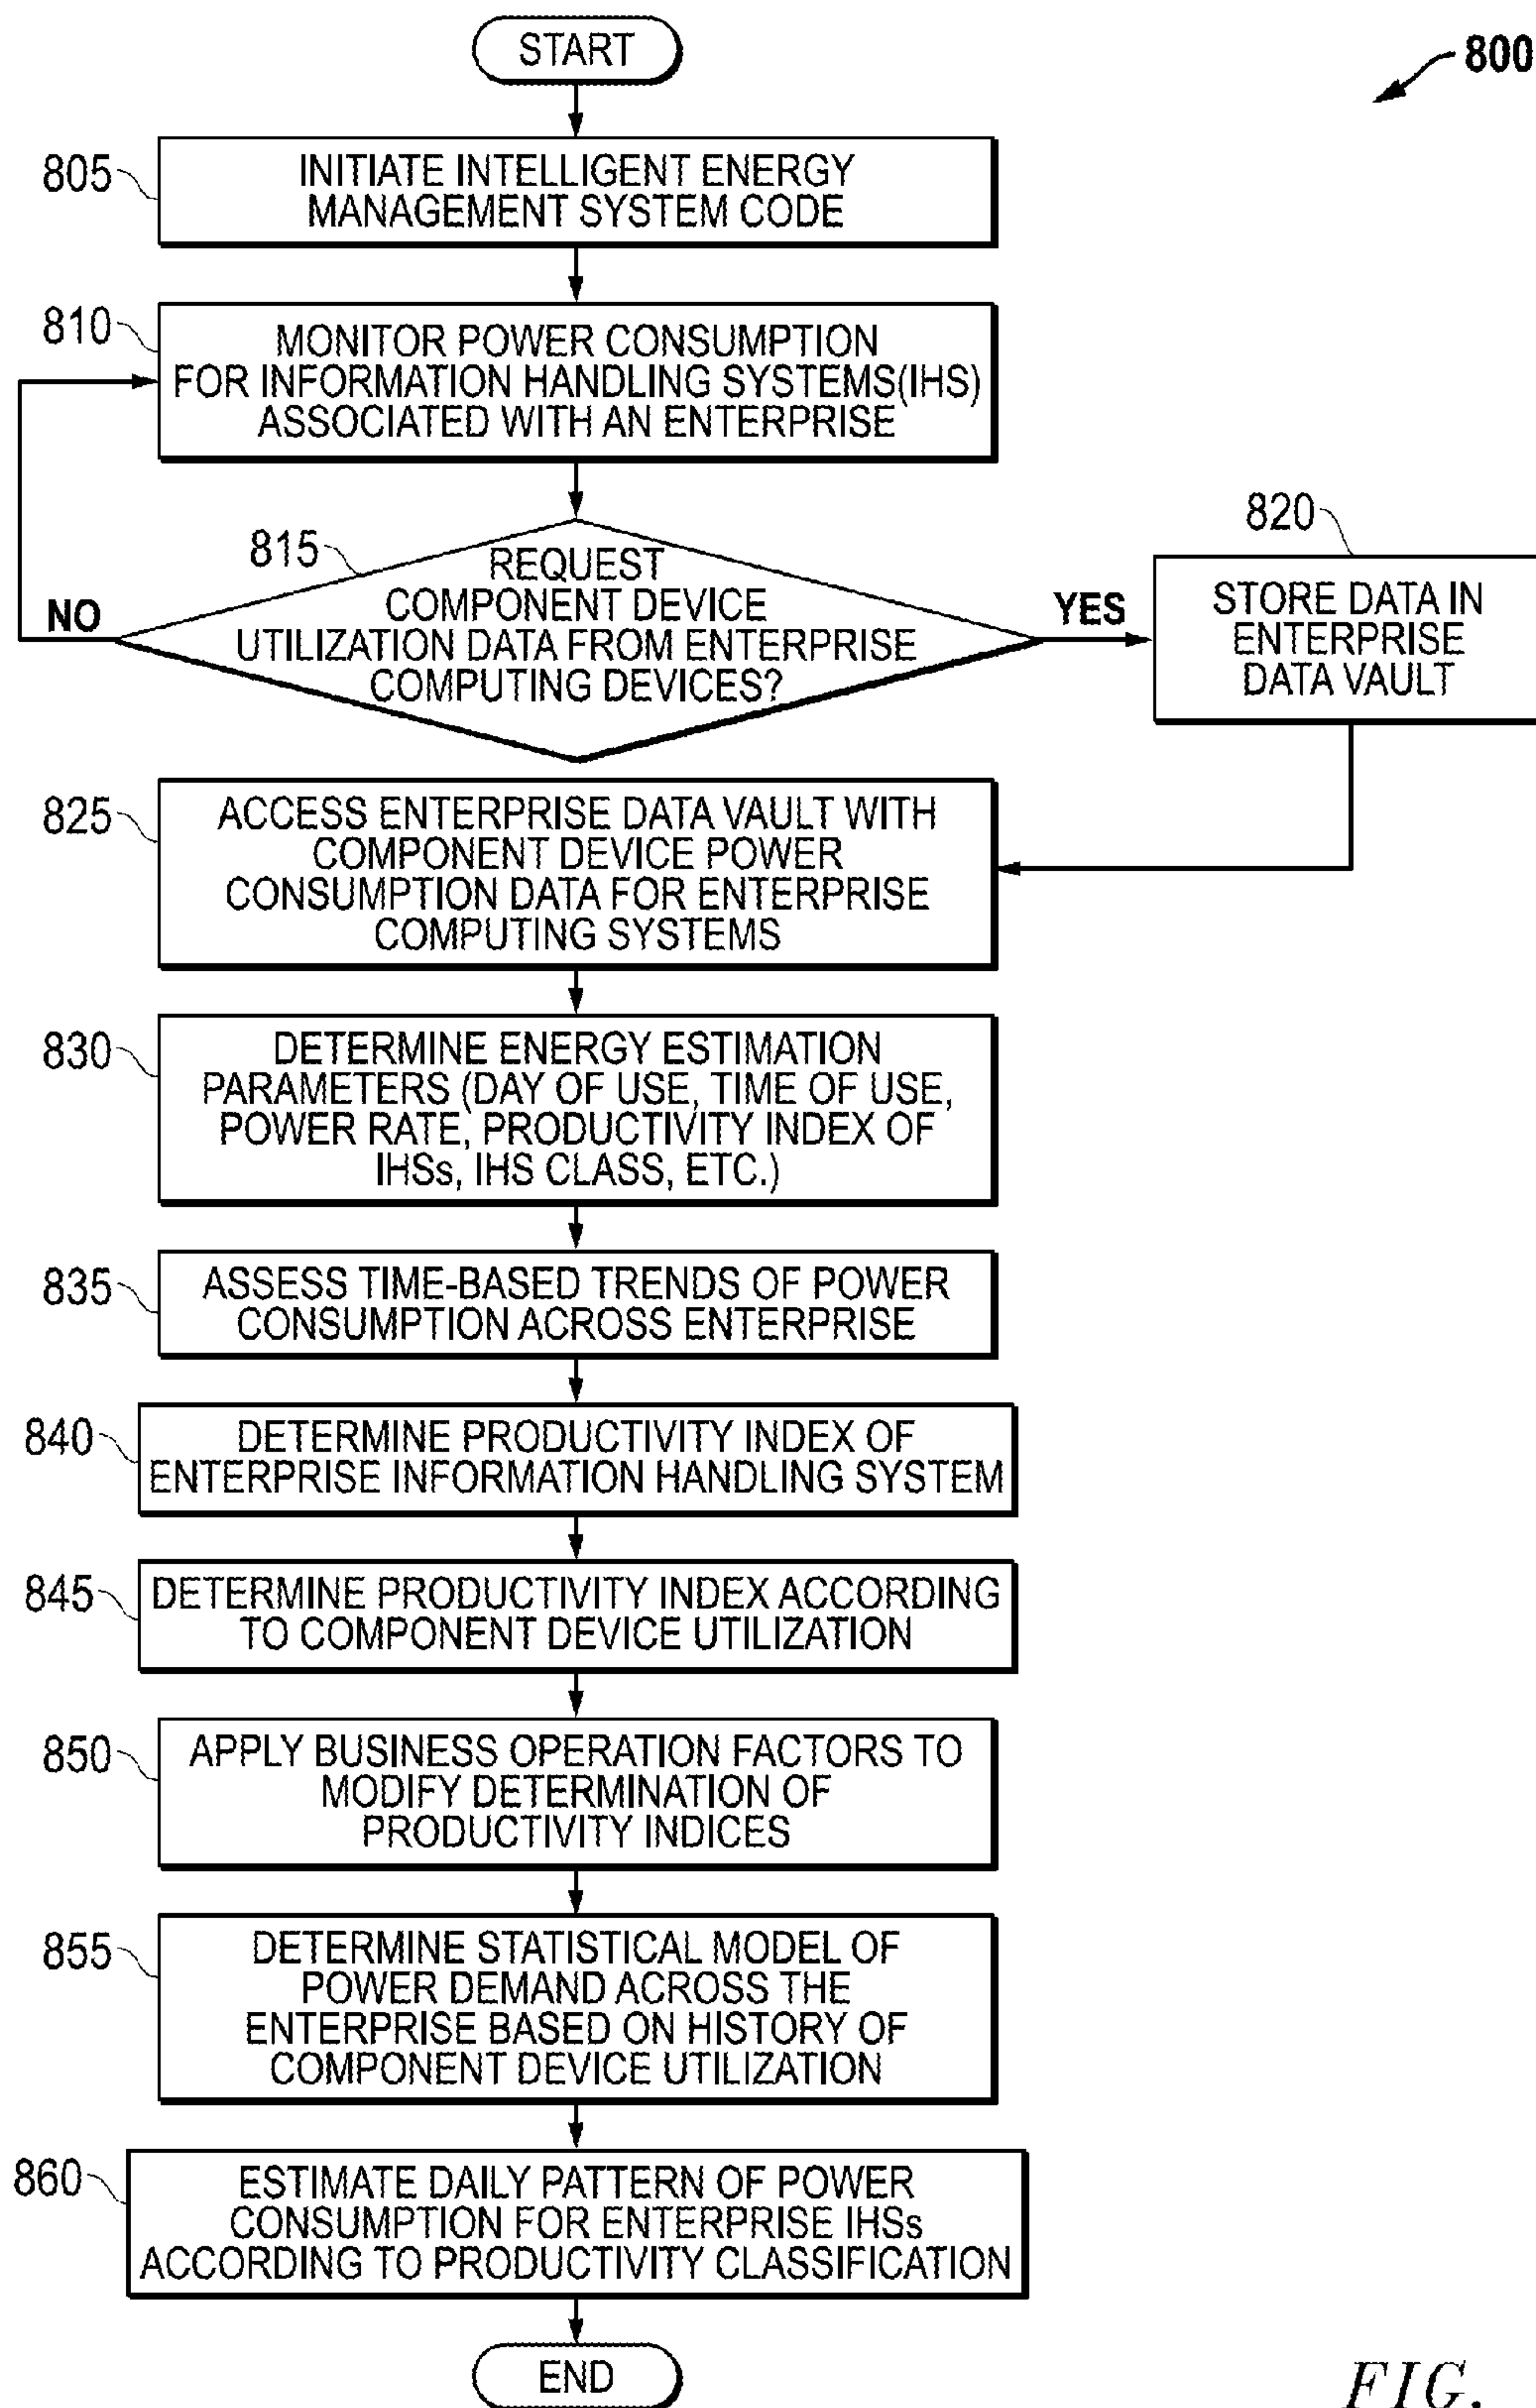 START
800
805
INITIATE INTELLIGENT ENERGY
MANAGEMENT SYSTEM CODE
810
MONITOR POWER CONSUMPTION
FOR INFORMATION HANDLING SYSTEMS(IHS)
ASSOCIATED WITH AN ENTERPRISE
815
REQUEST
COMPONENT DEVICE
UTILIZATION DATA FROM ENTERPRISE
COMPUTING DEVICES?
NO
YES
820
STORE DATA IN
ENTERPRISE
DATA VAULT
825
ACCESS ENTERPRISE DATA VAULT WITH
COMPONENT DEVICE POWER
CONSUMPTION DATA FOR ENTERPRISE
COMPUTING SYSTEMS
830
DETERMINE ENERGY ESTIMATION
PARAMETERS (DAY OF USE, TIME OF USE,
POWER RATE, PRODUCTIVITY INDEX OF
IHSs, IHS CLASS, ETC.)
835
ASSESS TIME-BASED TRENDS OF POWER
CONSUMPTION ACROSS ENTERPRISE
840
DETERMINE PRODUCTIVITY INDEX OF
ENTERPRISE INFORMATION HANDLING SYSTEM
845
DETERMINE PRODUCTIVITY INDEX ACCORDING
TO COMPONENT DEVICE UTILIZATION
850
APPLY BUSINESS OPERATION FACTORS TO
MODIFY DETERMINATION OF
PRODUCTIVITY INDICES
855
DETERMINE STATISTICAL MODEL OF
POWER DEMAND ACROSS THE
ENTERPRISE BASED ON HISTORY OF
COMPONENT DEVICE UTILIZATION
860
ESTIMATE DAILY PATTERN OF POWER
CONSUMPTION FOR ENTERPRISE IHSs
ACCORDING TO PRODUCTIVITY CLASSIFICATION
END
FIG.